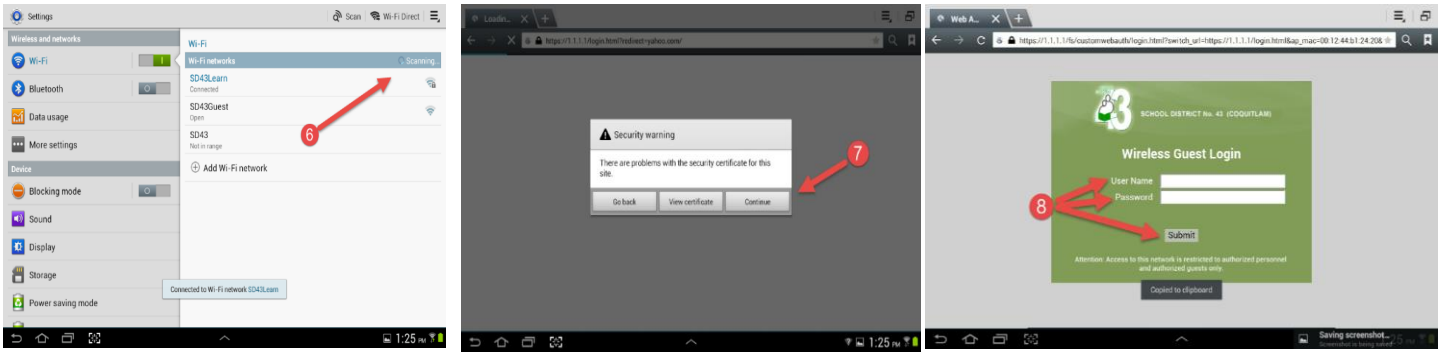 Settings
Scan
Wi-Fi Direct
Wireless and networks
Wi-Fi
Bluetooth
Data usage
More settings
Device
Blocking mode
Sound
Display
Storage
Power saving mode
Wi-Fi
Wi-Fi networks
Scanning...
SD43Learn
Connected
SD43Guest
Open
SD43
Not in range
Add Wi-Fi network
6
Connected to Wi-Fi network SD43Learn
1:25 PM
Loadin..
https://1.1.1.1/login.html?redirect=yahoo.com/
Security warning
There are problems with the security certificate for this
site.
Go back
View certificate
Continue
7
1:25 PM
Web A..
https://1.1.1.1/fs/customwebauth/login.html?switch_url=https://1.1.1.1/login.html&ap_mac=00:12:44:b1:24:20&
43
SCHOOL DISTRICT No. 43 (COQUITLAM)
Wireless Guest Login
User Name
Password
8
Submit
Attention: Access to this network is restricted to authorized personnel
and authorized guests only.
Copied to clipboard
Saving screenshot...
Screenshot is being saved